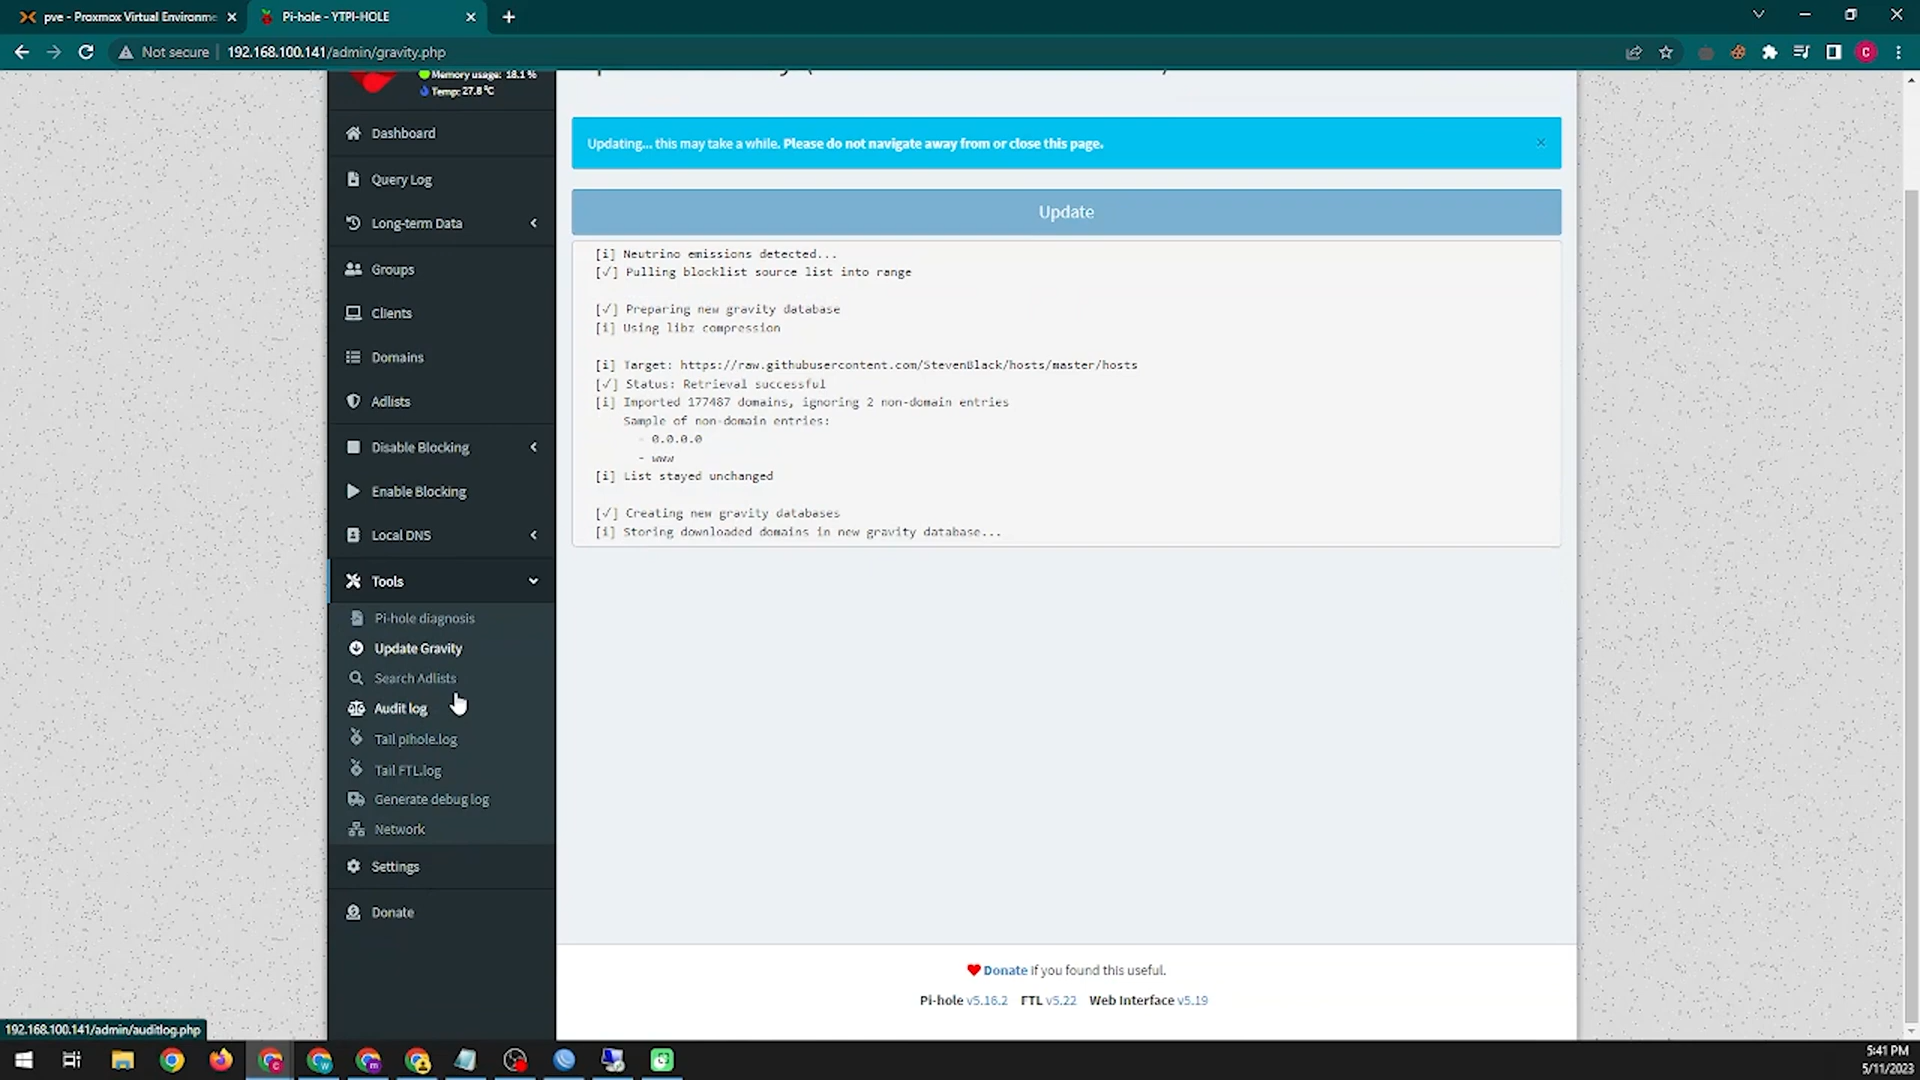 pve - Proxmox Virtual Environme
Pi-hole - YTPI-HOLE
Not secure
192.168.100.141/admin/gravity.php
C
Memory usage: 18.1 %
Temp: 27.8 °C
Dashboard
Query Log
Long-term Data
Groups
Clients
Domains
Adlists
Disable Blocking
Enable Blocking
Local DNS
Tools
Pi-hole diagnosis
Update Gravity
Search Adlists
Audit log
Tail pihole.log
Tail FTL.log
Generate debug log
Network
Settings
Donate
Updating... this may take a while. Please do not navigate away from or close this page.
×
Update
[i] Neutrino emissions detected...
[✓] Pulling blocklist source list into range
[✓] Preparing new gravity database
[i] Using libz compression
[i] Target: https://raw.githubusercontent.com/StevenBlack/hosts/master/hosts
[✓] Status: Retrieval successful
[i] Imported 177487 domains, ignoring 2 non-domain entries
Sample of non-domain entries:
- 0.0.0.0
- www
[i] List stayed unchanged
[✓] Creating new gravity databases
[i] Storing downloaded domains in new gravity database...
Donate if you found this useful.
Pi-hole v5.16.2 FTL v5.22 Web Interface v5.19
192.168.100.141/admin/auditlog.php
5:41 PM
5/11/2023